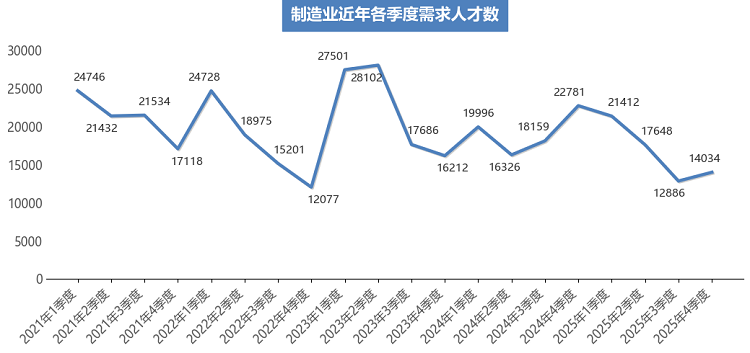 制造业近年各季度需求人才数
30000
25000
20000
15000
10000
5000
0
24746
21432
21534
17118
24728
18975
15201
12077
27501
28102
17686
16212
19996
16326
18159
22781
21412
17648
12886
14034
2021年1季度
2021年2季度
2021年3季度
2021年4季度
2022年1季度
2022年2季度
2022年3季度
2022年4季度
2023年1季度
2023年2季度
2023年3季度
2023年4季度
2024年1季度
2024年2季度
2024年3季度
2024年4季度
2025年1季度
2025年2季度
2025年3季度
2025年4季度